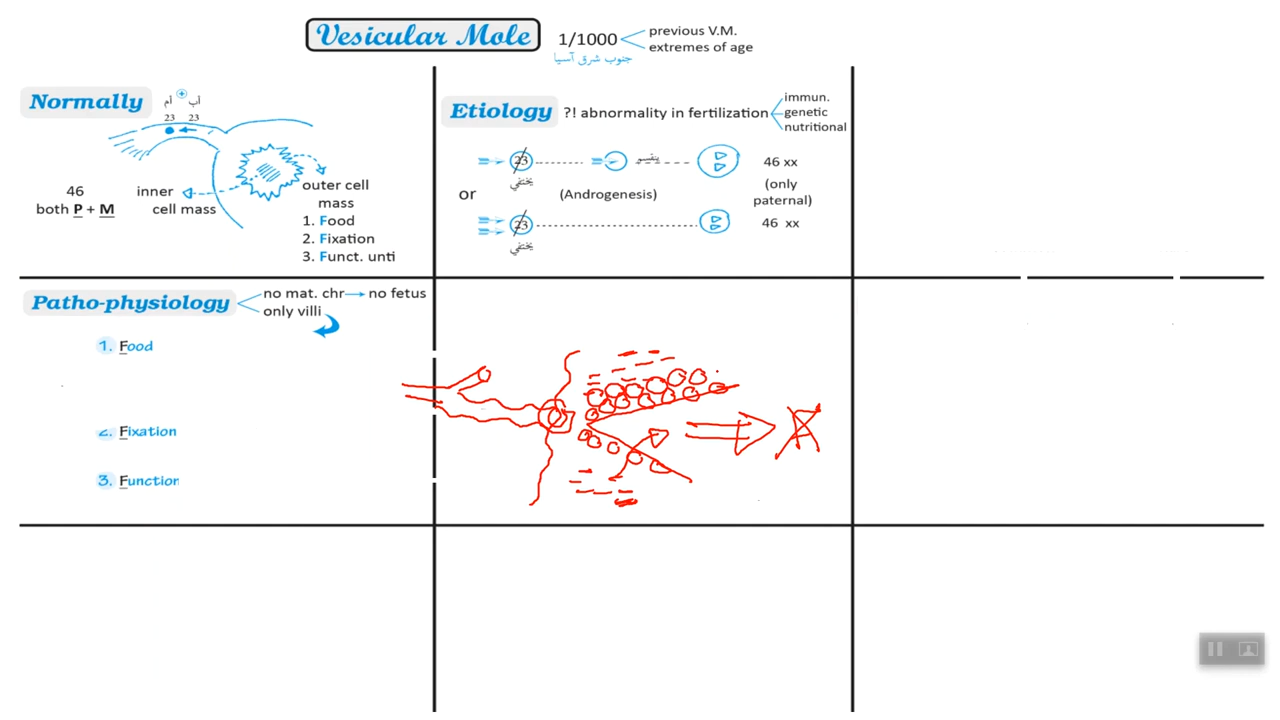 Vesicular Mole
1/1000
previous V.M.
extremes of age
جنوب شرق آسيا
Normally
أم + أب
23 23
46
both P + M
inner
cell mass
outer cell
mass
1. Food
2. Fixation
3. Funct. unti
Etiology
?! abnormality in fertilization
immun.
genetic
nutritional
23
ينقسم
46 xx
يختفي
or
(Androgenesis)
(only
paternal)
23
46 xx
يختفي
Patho-physiology
no mat. chr
no fetus
only villi
1. Food
2. Fixation
3. Function